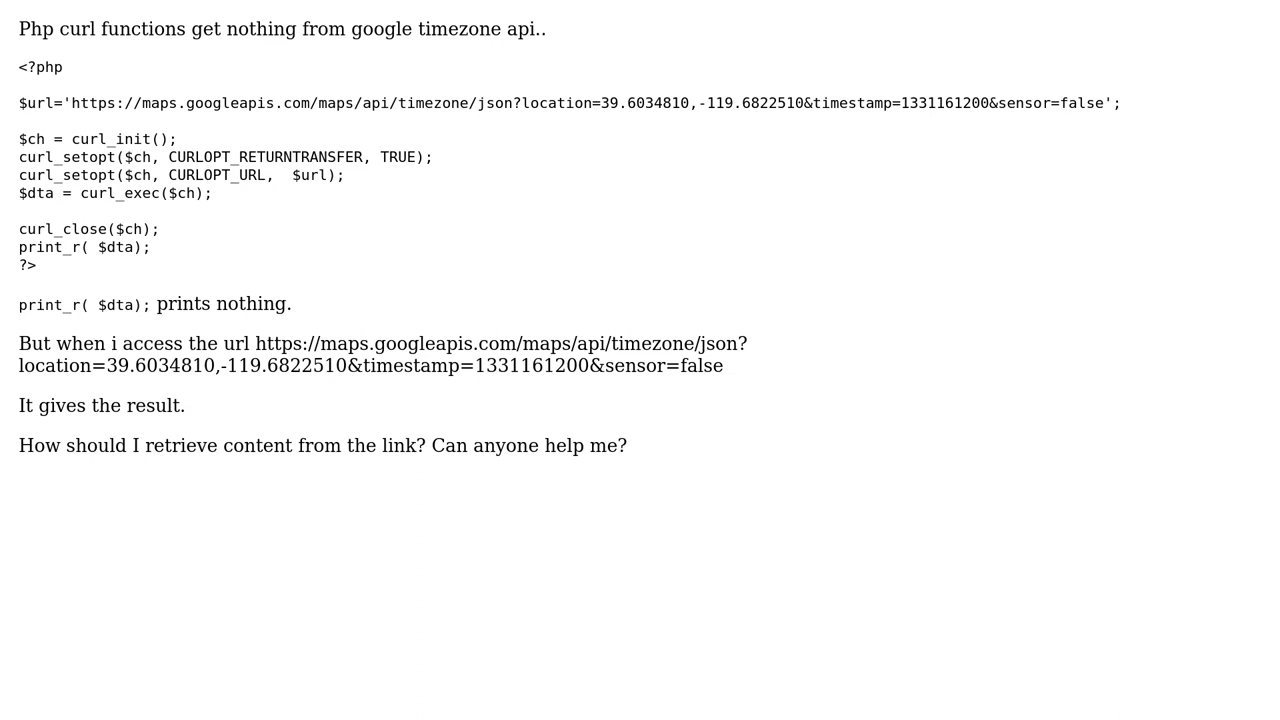 Php curl functions get nothing from google timezone api..
<?php
$url='https://maps.googleapis.com/maps/api/timezone/json?location=39.6034810,-119.6822510&timestamp=1331161200&sensor=false';
$ch = curl_init();
curl_setopt($ch, CURLOPT_RETURNTRANSFER, TRUE);
curl_setopt($ch, CURLOPT_URL,  $url);
$dta = curl_exec($ch);
curl_close($ch);
print_r( $dta);
?>
print_r( $dta); prints nothing.
But when i access the url https://maps.googleapis.com/maps/api/timezone/json?
location=39.6034810,-119.6822510&timestamp=1331161200&sensor=false
It gives the result.
How should I retrieve content from the link? Can anyone help me?